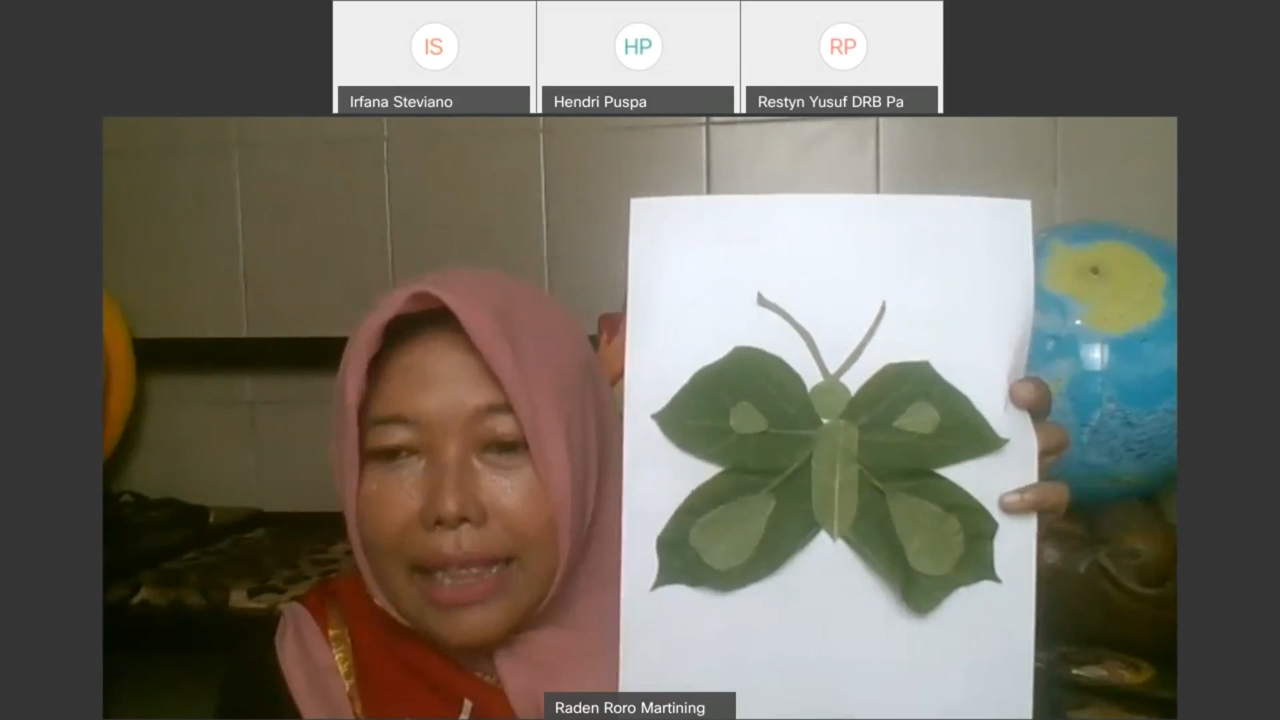 IS
HP
RP
Irfana Steviano
Hendri Puspa
Restyn Yusuf DRB Pa
Raden Roro Martining